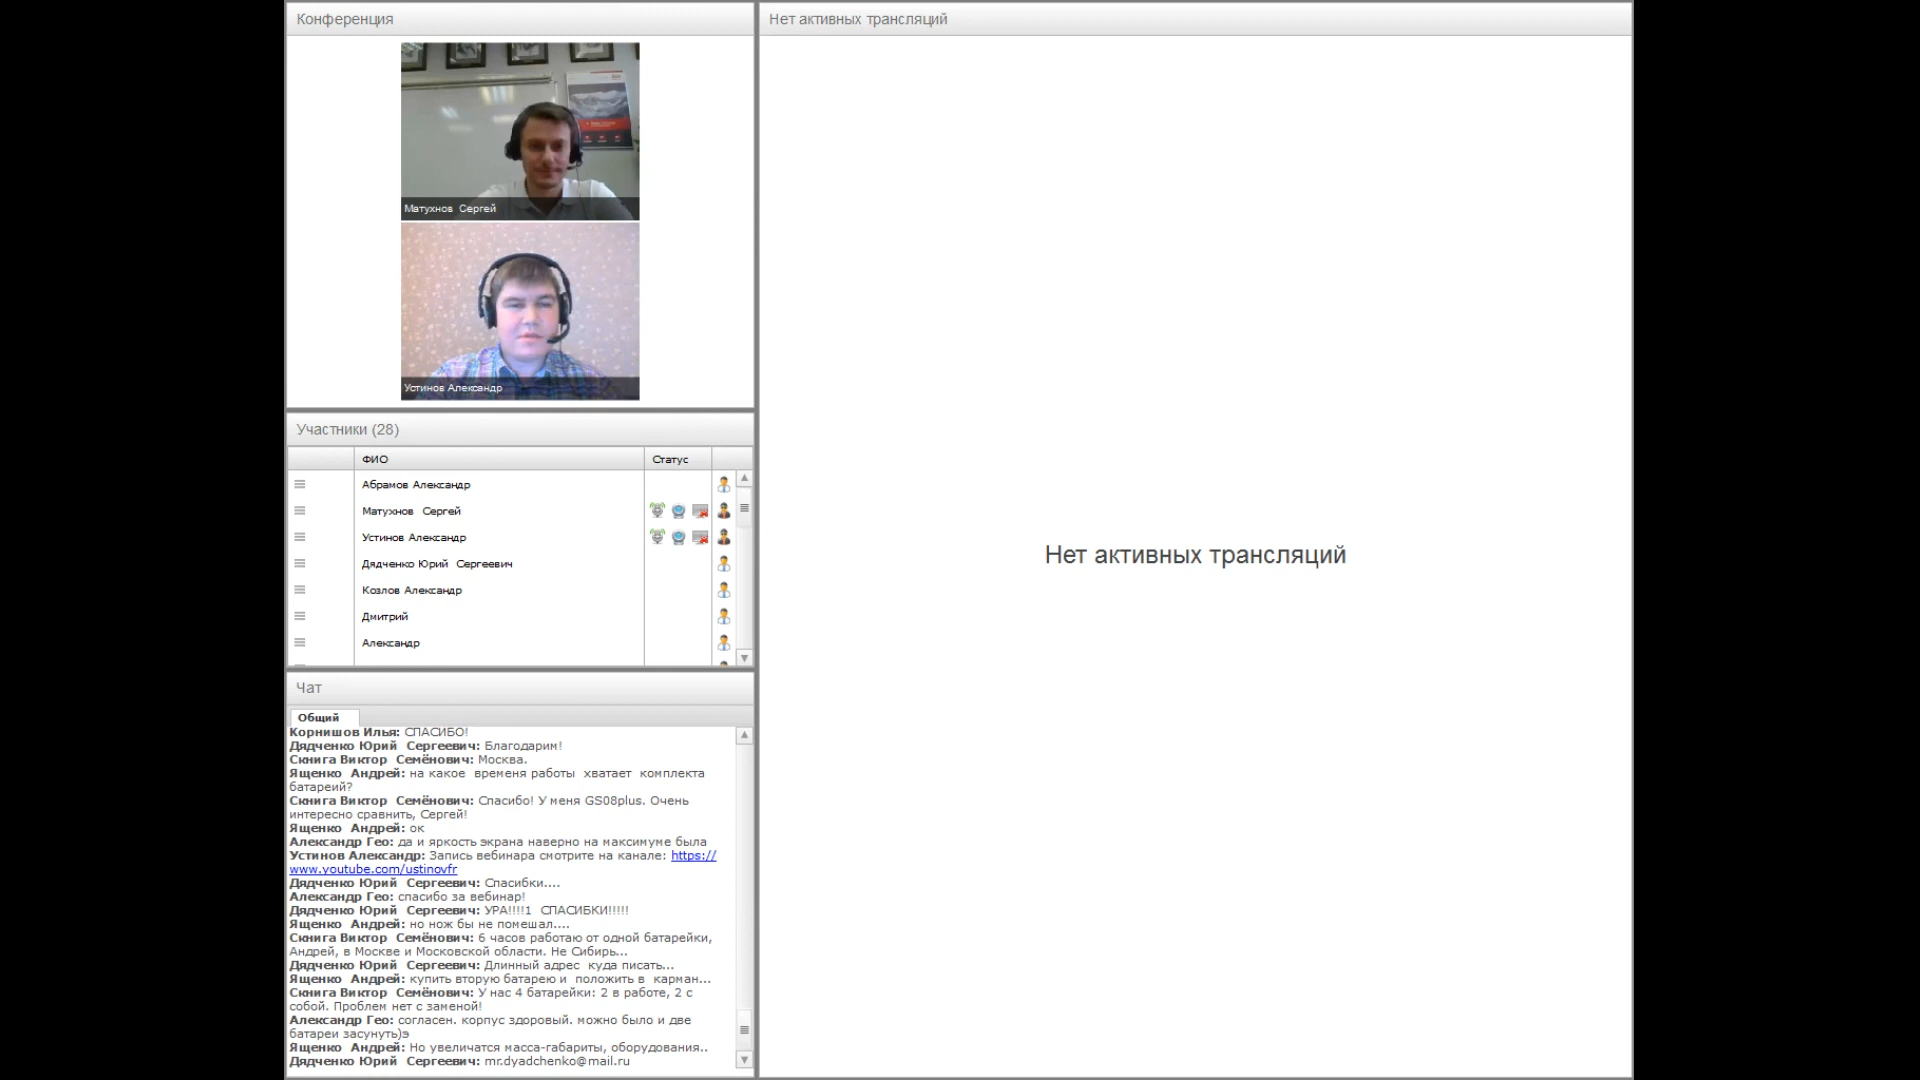 Конференция
Нет активных трансляций
Матухнов Сергей
Устинов Александр
Участники (28)
ФИО Статус
Абрамов Александр
Матухнов Сергей
Устинов Александр
Дядченко Юрий Сергеевич
Козлов Александр
Дмитрий
Александр
Нет активных трансляций
Чат
Общий
Корнишов Илья: СПАСИБО!
Дядченко Юрий Сергеевич: Благодарим!
Скнига Виктор Семёнович: Москва.
Ященко Андрей: на какое временя работы хватает комплекта
батареий?
Скнига Виктор Семёнович: Спасибо! У меня GS08plus. Очень
интересно сравнить, Сергей!
Ященко Андрей: ок
Александр Гео: да и яркость экрана наверно на максимуме была
Устинов Александр: Запись вебинара смотрите на канале: https://
www.youtube.com/ustinovfr
Дядченко Юрий Сергеевич: Спасибки....
Александр Гео: спасибо за вебинар!
Дядченко Юрий Сергеевич: УРА!!!!1 СПАСИБКИ!!!!!
Ященко Андрей: но нож бы не помешал....
Скнига Виктор Семёнович: 6 часов работаю от одной батарейки,
Андрей, в Москве и Московской области. Не Сибирь...
Дядченко Юрий Сергеевич: Длинный адрес куда писать...
Ященко Андрей: купить вторую батарею и положить в карман...
Скнига Виктор Семёнович: У нас 4 батарейки: 2 в работе, 2 с
собой. Проблем нет с заменой!
Александр Гео: согласен. корпус здоровый. можно было и две
батареи засунуть)э
Ященко Андрей: Но увеличатся масса-габариты, оборудования..
Дядченко Юрий Сергеевич: mr.dyadchenko@mail.ru